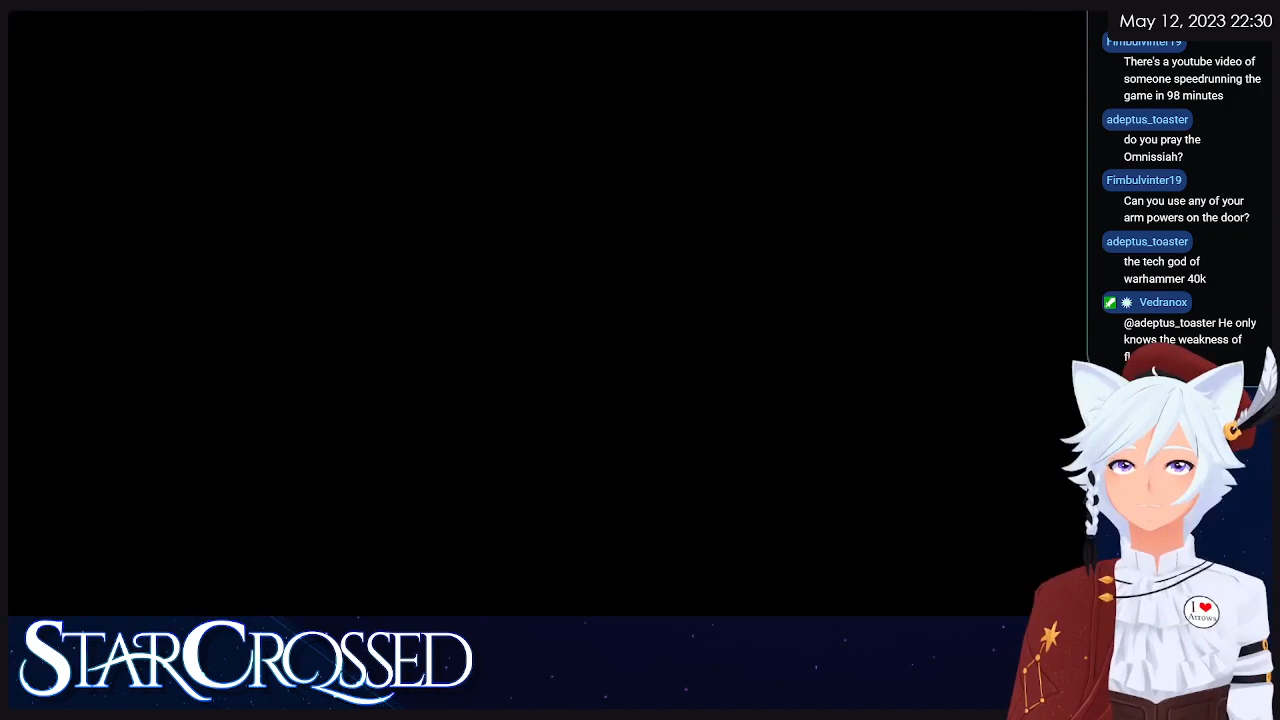 May 12, 2023 22:30
Fimbulvinter19
There's a youtube video of
someone speedrunning the
game in 98 minutes
adeptus_toaster
do you pray the
Omnissiah?
Fimbulvinter19
Can you use any of your
arm powers on the door?
adeptus_toaster
the tech god of
warhammer 40k
Vedranox
@adeptus_toaster He only
knows the weakness of
I ❤
Arrows
STARCROSSED